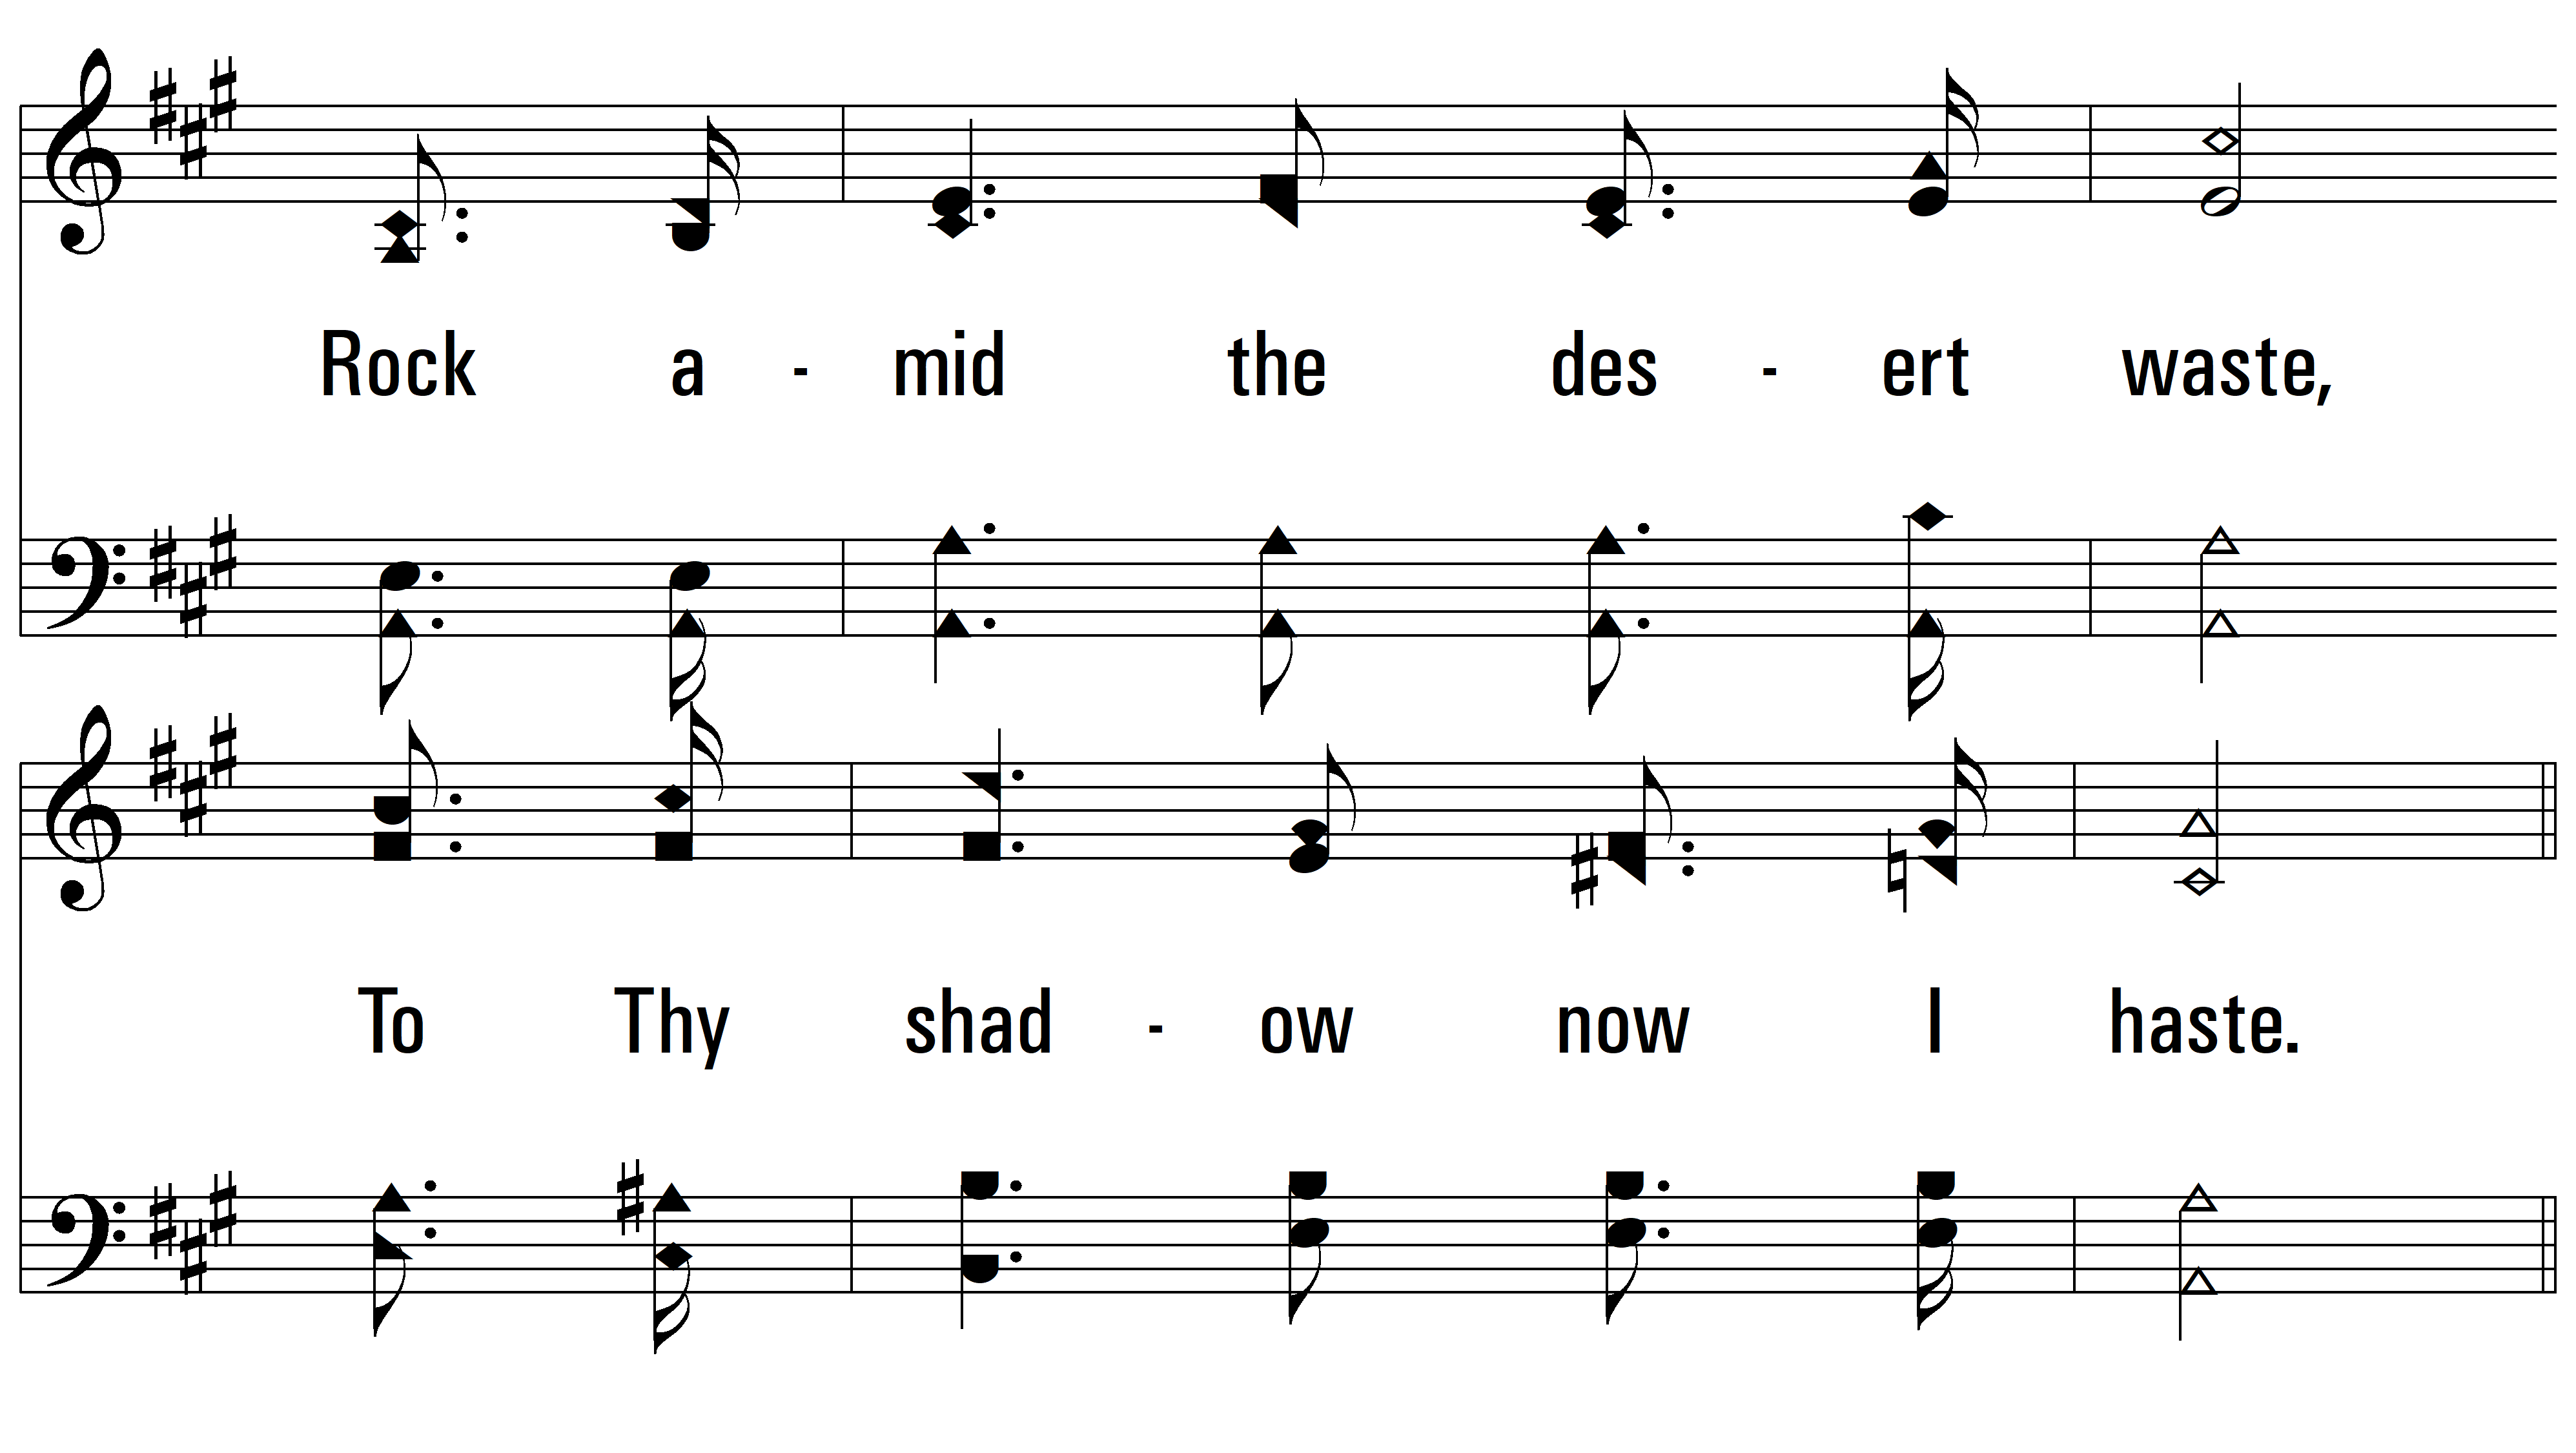 Rock a - mid the des - ert waste,
To Thy shad - ow now I haste.